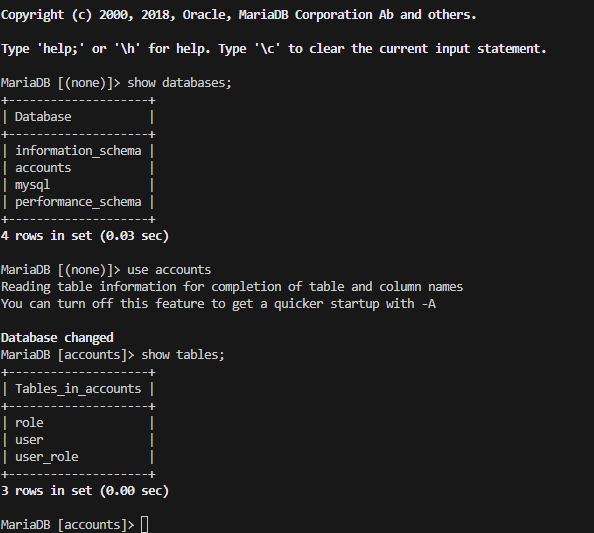 Copyright (c) 2000, 2018, Oracle, MariaDB Corporation Ab and others.
Type 'help;' or '\h' for help. Type '\c' to clear the current input statement.
MariaDB [(none)]> show databases;
+--------------------+
| Database           |
+--------------------+
| information_schema |
| accounts           |
| mysql              |
| performance_schema |
+--------------------+
4 rows in set (0.03 sec)
MariaDB [(none)]> use accounts
Reading table information for completion of table and column names
You can turn off this feature to get a quicker startup with -A
Database changed
MariaDB [accounts]> show tables;
+--------------------+
| Tables_in_accounts |
+--------------------+
| role               |
| user               |
| user_role          |
+--------------------+
3 rows in set (0.00 sec)
MariaDB [accounts]>